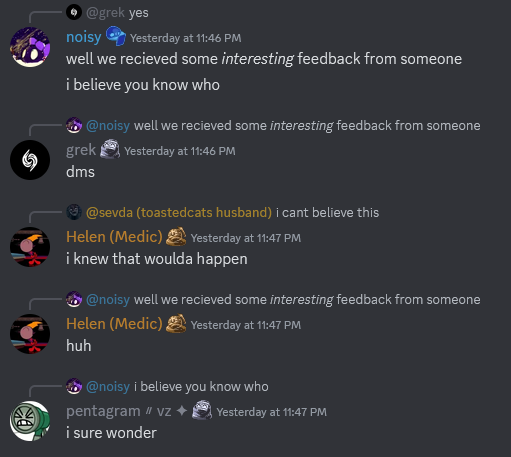 @grek yes
noisy Yesterday at 11:46 PM
well we recieved some interesting feedback from someone
i believe you know who
@noisy well we recieved some interesting feedback from someone
grek Yesterday at 11:46 PM
dms
@sevda (toastedcats husband) i cant believe this
Helen (Medic) Yesterday at 11:47 PM
i knew that woulda happen
@noisy well we recieved some interesting feedback from someone
Helen (Medic) Yesterday at 11:47 PM
huh
@noisy i believe you know who
pentagram〃vz ✦ Yesterday at 11:47 PM
i sure wonder